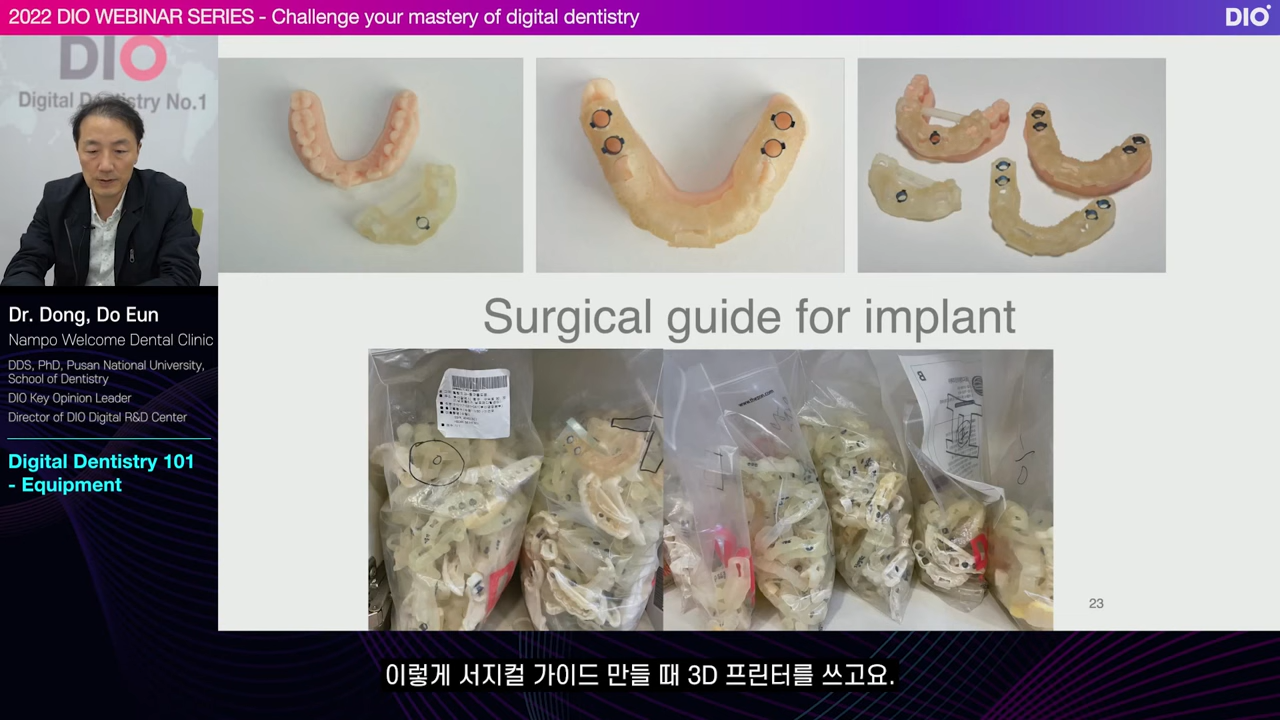 2022 DIO WEBINAR SERIES - Challenge your mastery of digital dentistry
DIO
DIO
Digital Dentistry No.1
Dr. Dong, Do Eun
Nampo Welcome Dental Clinic
DDS, PhD, Pusan National University,
School of Dentistry
DIO Key Opinion Leader
Director of DIO Digital R&D Center
Digital Dentistry 101
- Equipment
Surgical guide for implant
23
이렇게 서지컬 가이드 만들 때 3D 프린터를 쓰고요.